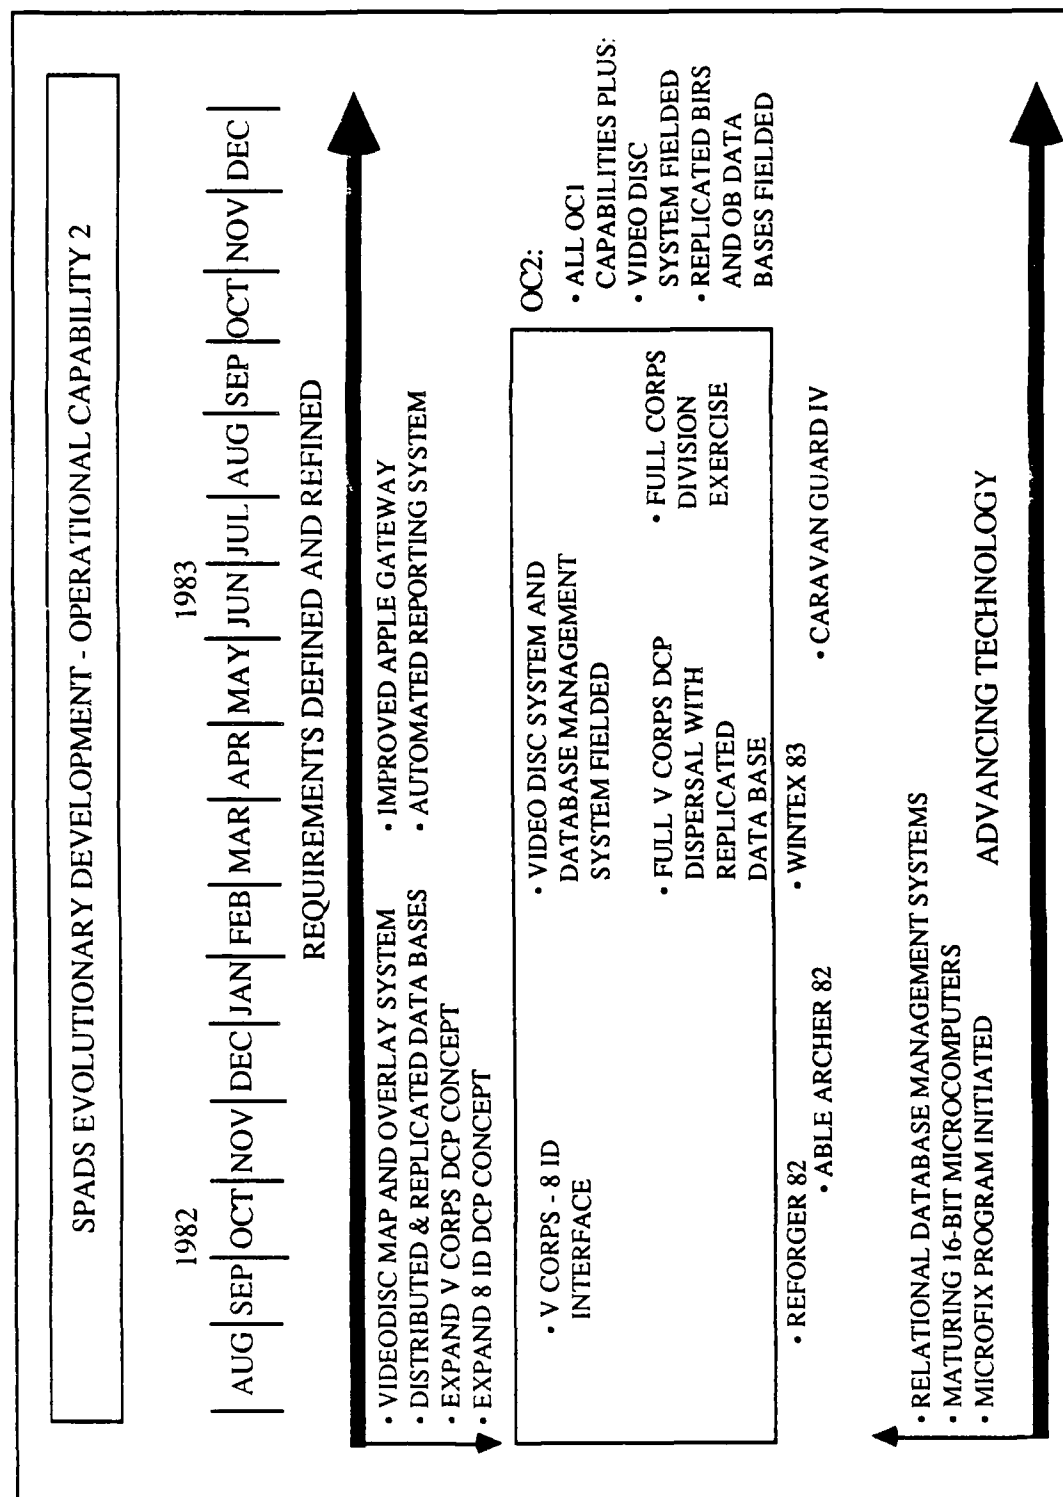 SPADS EVOLUTIONARY DEVELOPMENT - OPERATIONAL CAPABILITY 2
1982
1983
AUG SEP OCT NOV DEC JAN FEB MAR APR MAY JUN JUL AUG SEP OCT NOV DEC
REQUIREMENTS DEFINED AND REFINED
• VIDEODISC MAP AND OVERLAY SYSTEM
• DISTRIBUTED & REPLICATED DATA BASES
• EXPAND V CORPS DCP CONCEPT
• EXPAND 8 ID DCP CONCEPT
• IMPROVED APPLE GATEWAY
• AUTOMATED REPORTING SYSTEM
• V CORPS - 8 ID
INTERFACE
• VIDEO DISC SYSTEM AND
DATABASE MANAGEMENT
SYSTEM FIELDED
• FULL V CORPS DCP
DISPERSAL WITH
REPLICATED
DATA BASE
• FULL CORPS
DIVISION
EXERCISE
OC2:
• ALL OC1
CAPABILITIES PLUS:
• VIDEO DISC
SYSTEM FIELDED
• REPLICATED BIRS
AND OB DATA
BASES FIELDED
• REFORGER 82
• ABLE ARCHER 82
• WINTEX 83
• CARAVAN GUARD IV
• RELATIONAL DATABASE MANAGEMENT SYSTEMS
• MATURING 16-BIT MICROCOMPUTERS
• MICROFIX PROGRAM INITIATED
ADVANCING TECHNOLOGY